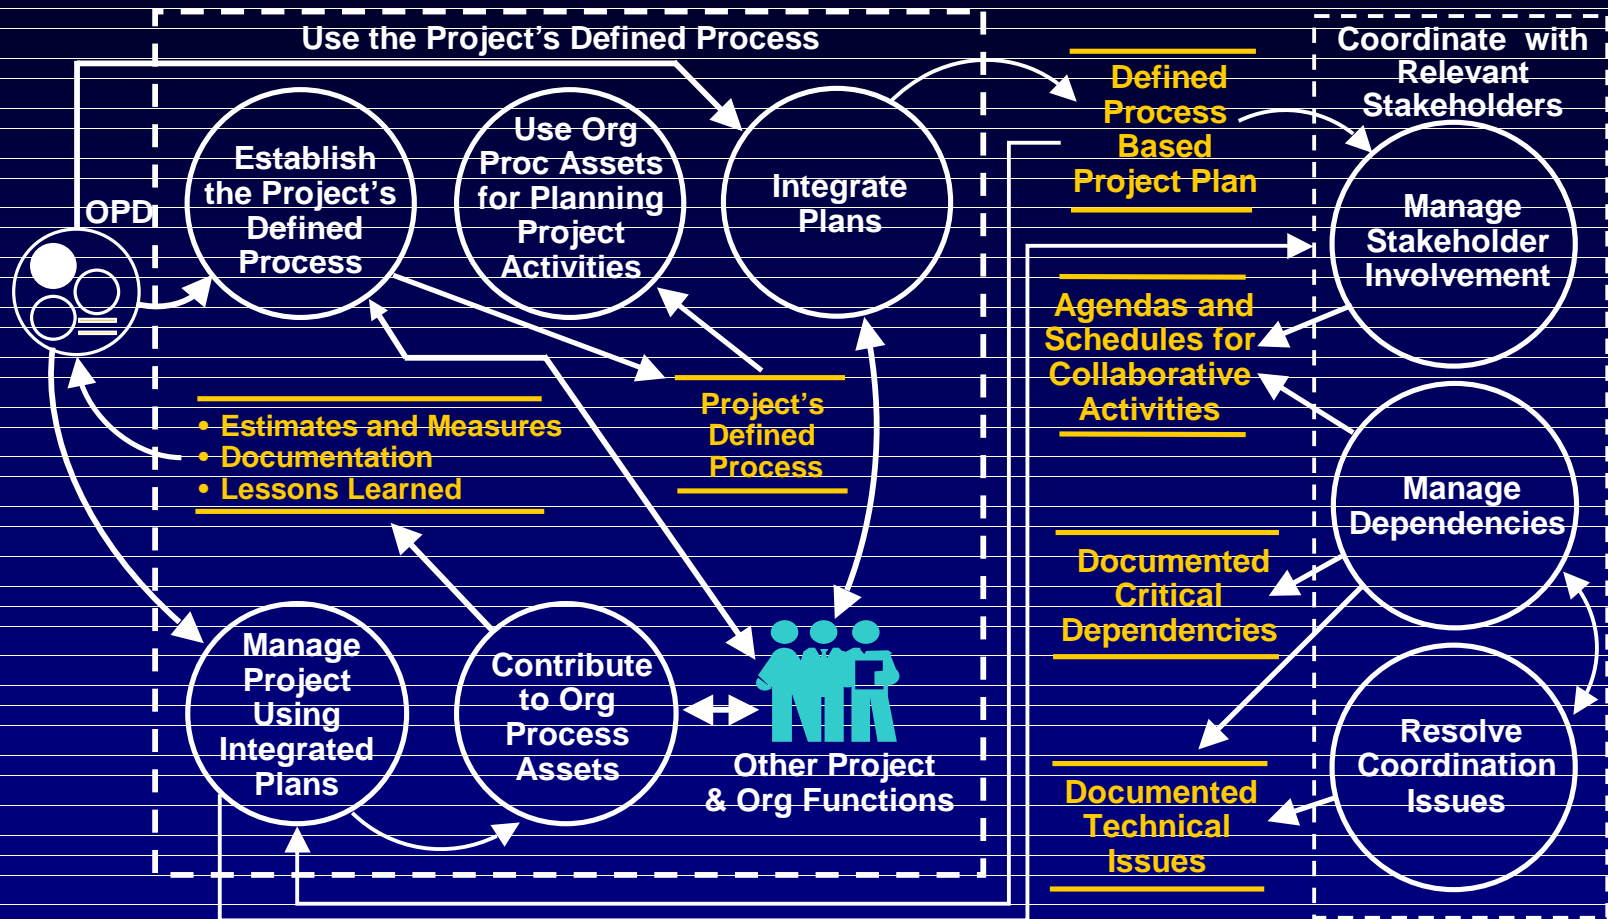 Use the Project's Defined Process
Coordinate with
Relevant
Stakeholders
OPD
Establish
the Project's
Defined
Process
Use Org
Proc Assets
for Planning
Project
Activities
Integrate
Plans
Defined
Process
Based
Project Plan
Manage
Stakeholder
Involvement
Agendas and
Schedules for
Collaborative
Activities
• Estimates and Measures
• Documentation
• Lessons Learned
Project's
Defined
Process
Manage
Dependencies
Documented
Critical
Dependencies
Manage
Project
Using
Integrated
Plans
Contribute
to Org
Process
Assets
Other Project
& Org Functions
Documented
Technical
Issues
Resolve
Coordination
Issues